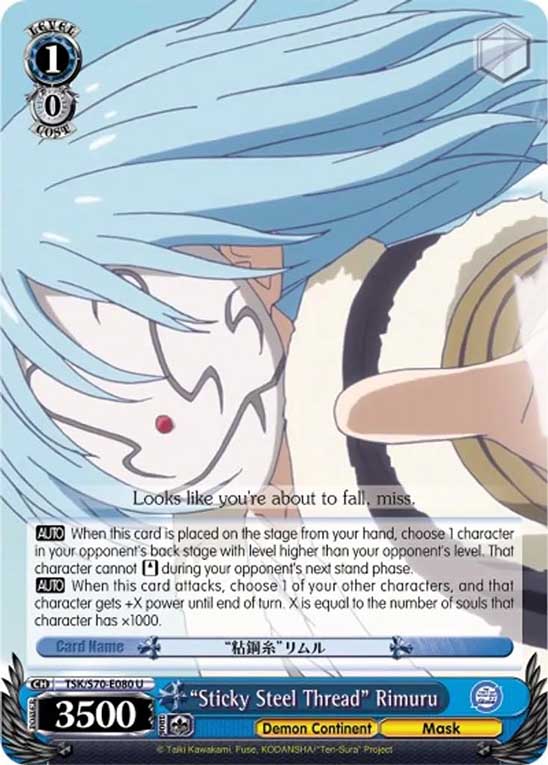 LEVEL
1
0
COST
Looks like you're about to fall, miss.
AUTO When this card is placed on the stage from your hand, choose 1 character
in your opponent's back stage with level higher than your opponent's level. That
character cannot during your opponent's next stand phase.
AUTO When this card attacks, choose 1 of your other characters, and that
character gets +X power until end of turn. X is equal to the number of souls that
character has ×1000.
Card Name “粘鋼糸”リムル
CH TSK/S70-E080 U
“Sticky Steel Thread” Rimuru
POWER 3500 SOUL Demon Continent Mask
© Taiki Kawakami, Fuse, KODANSHA/“Ten-Sura” Project